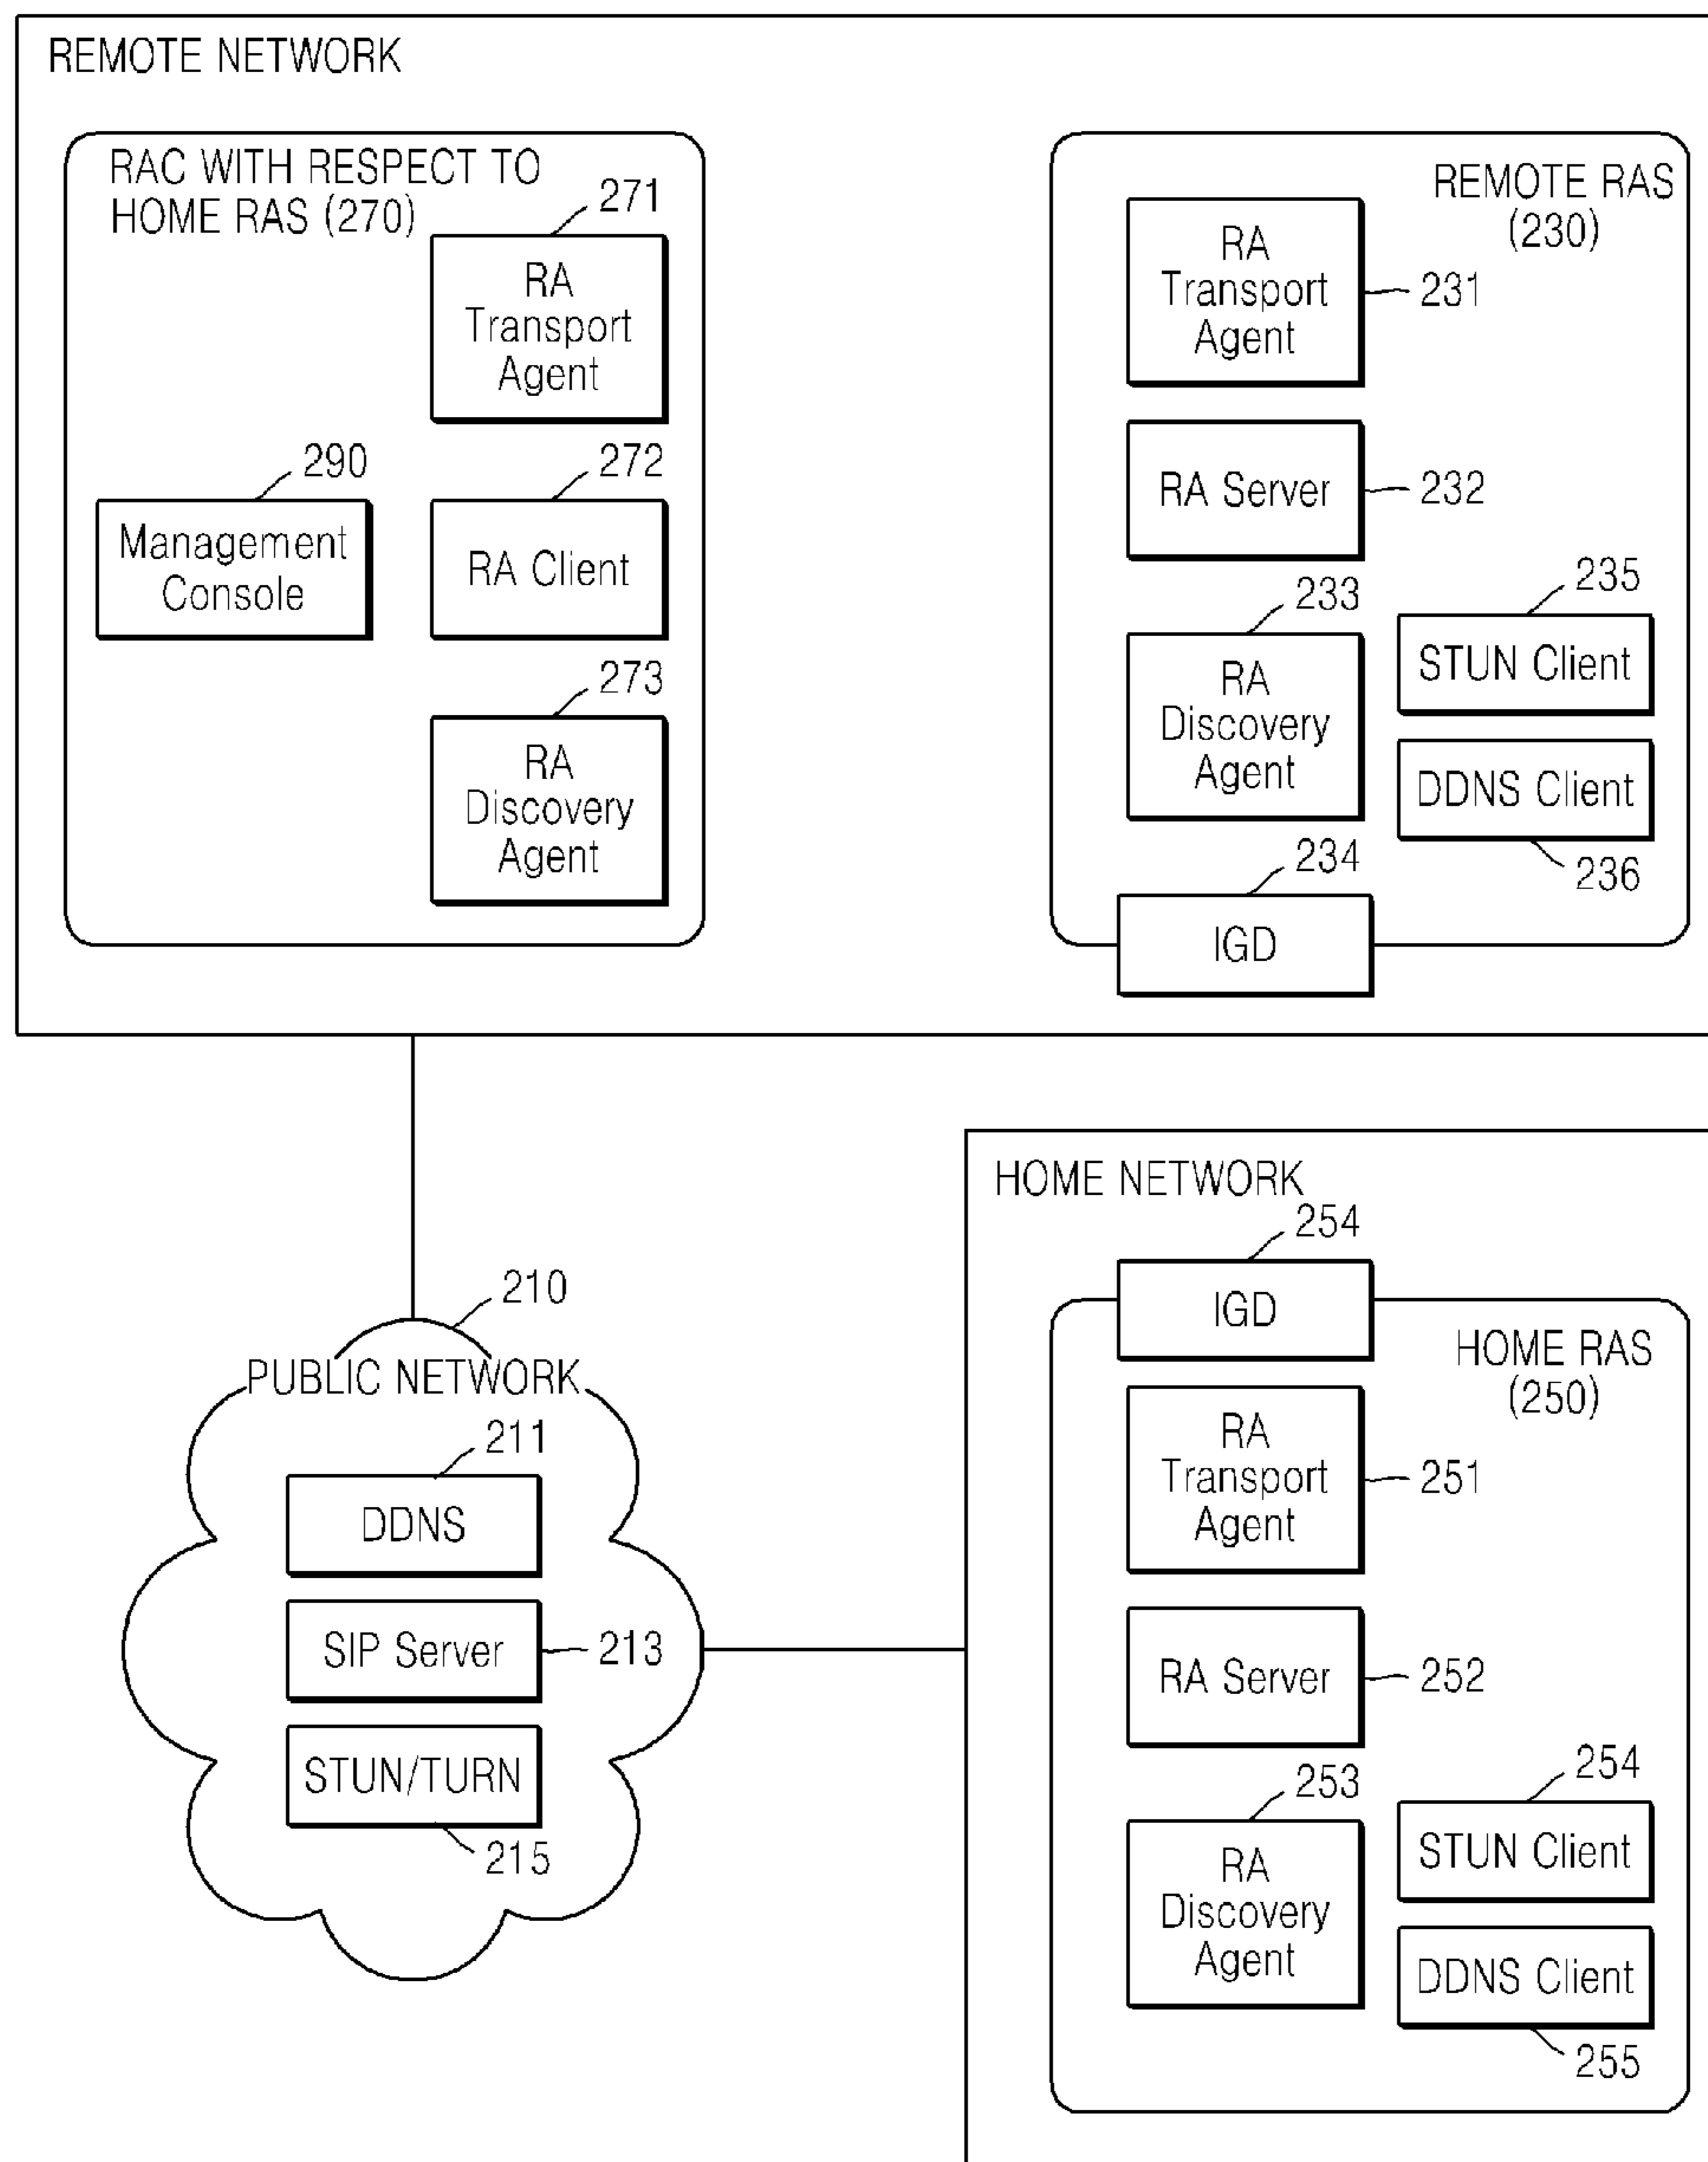 REMOTE NETWORK
RAC WITH RESPECT TO
HOME RAS (270)
271
RA
Transport
Agent
290
Management
Console
272
RA Client
273
RA
Discovery
Agent
REMOTE RAS
(230)
RA
Transport
Agent
231
RA Server
232
233
RA
Discovery
Agent
235
STUN Client
DDNS Client
236
234
IGD
210
PUBLIC NETWORK
211
DDNS
SIP Server
213
STUN/TURN
215
HOME NETWORK
254
IGD
HOME RAS
(250)
RA
Transport
Agent
251
RA Server
252
253
RA
Discovery
Agent
254
STUN Client
DDNS Client
255